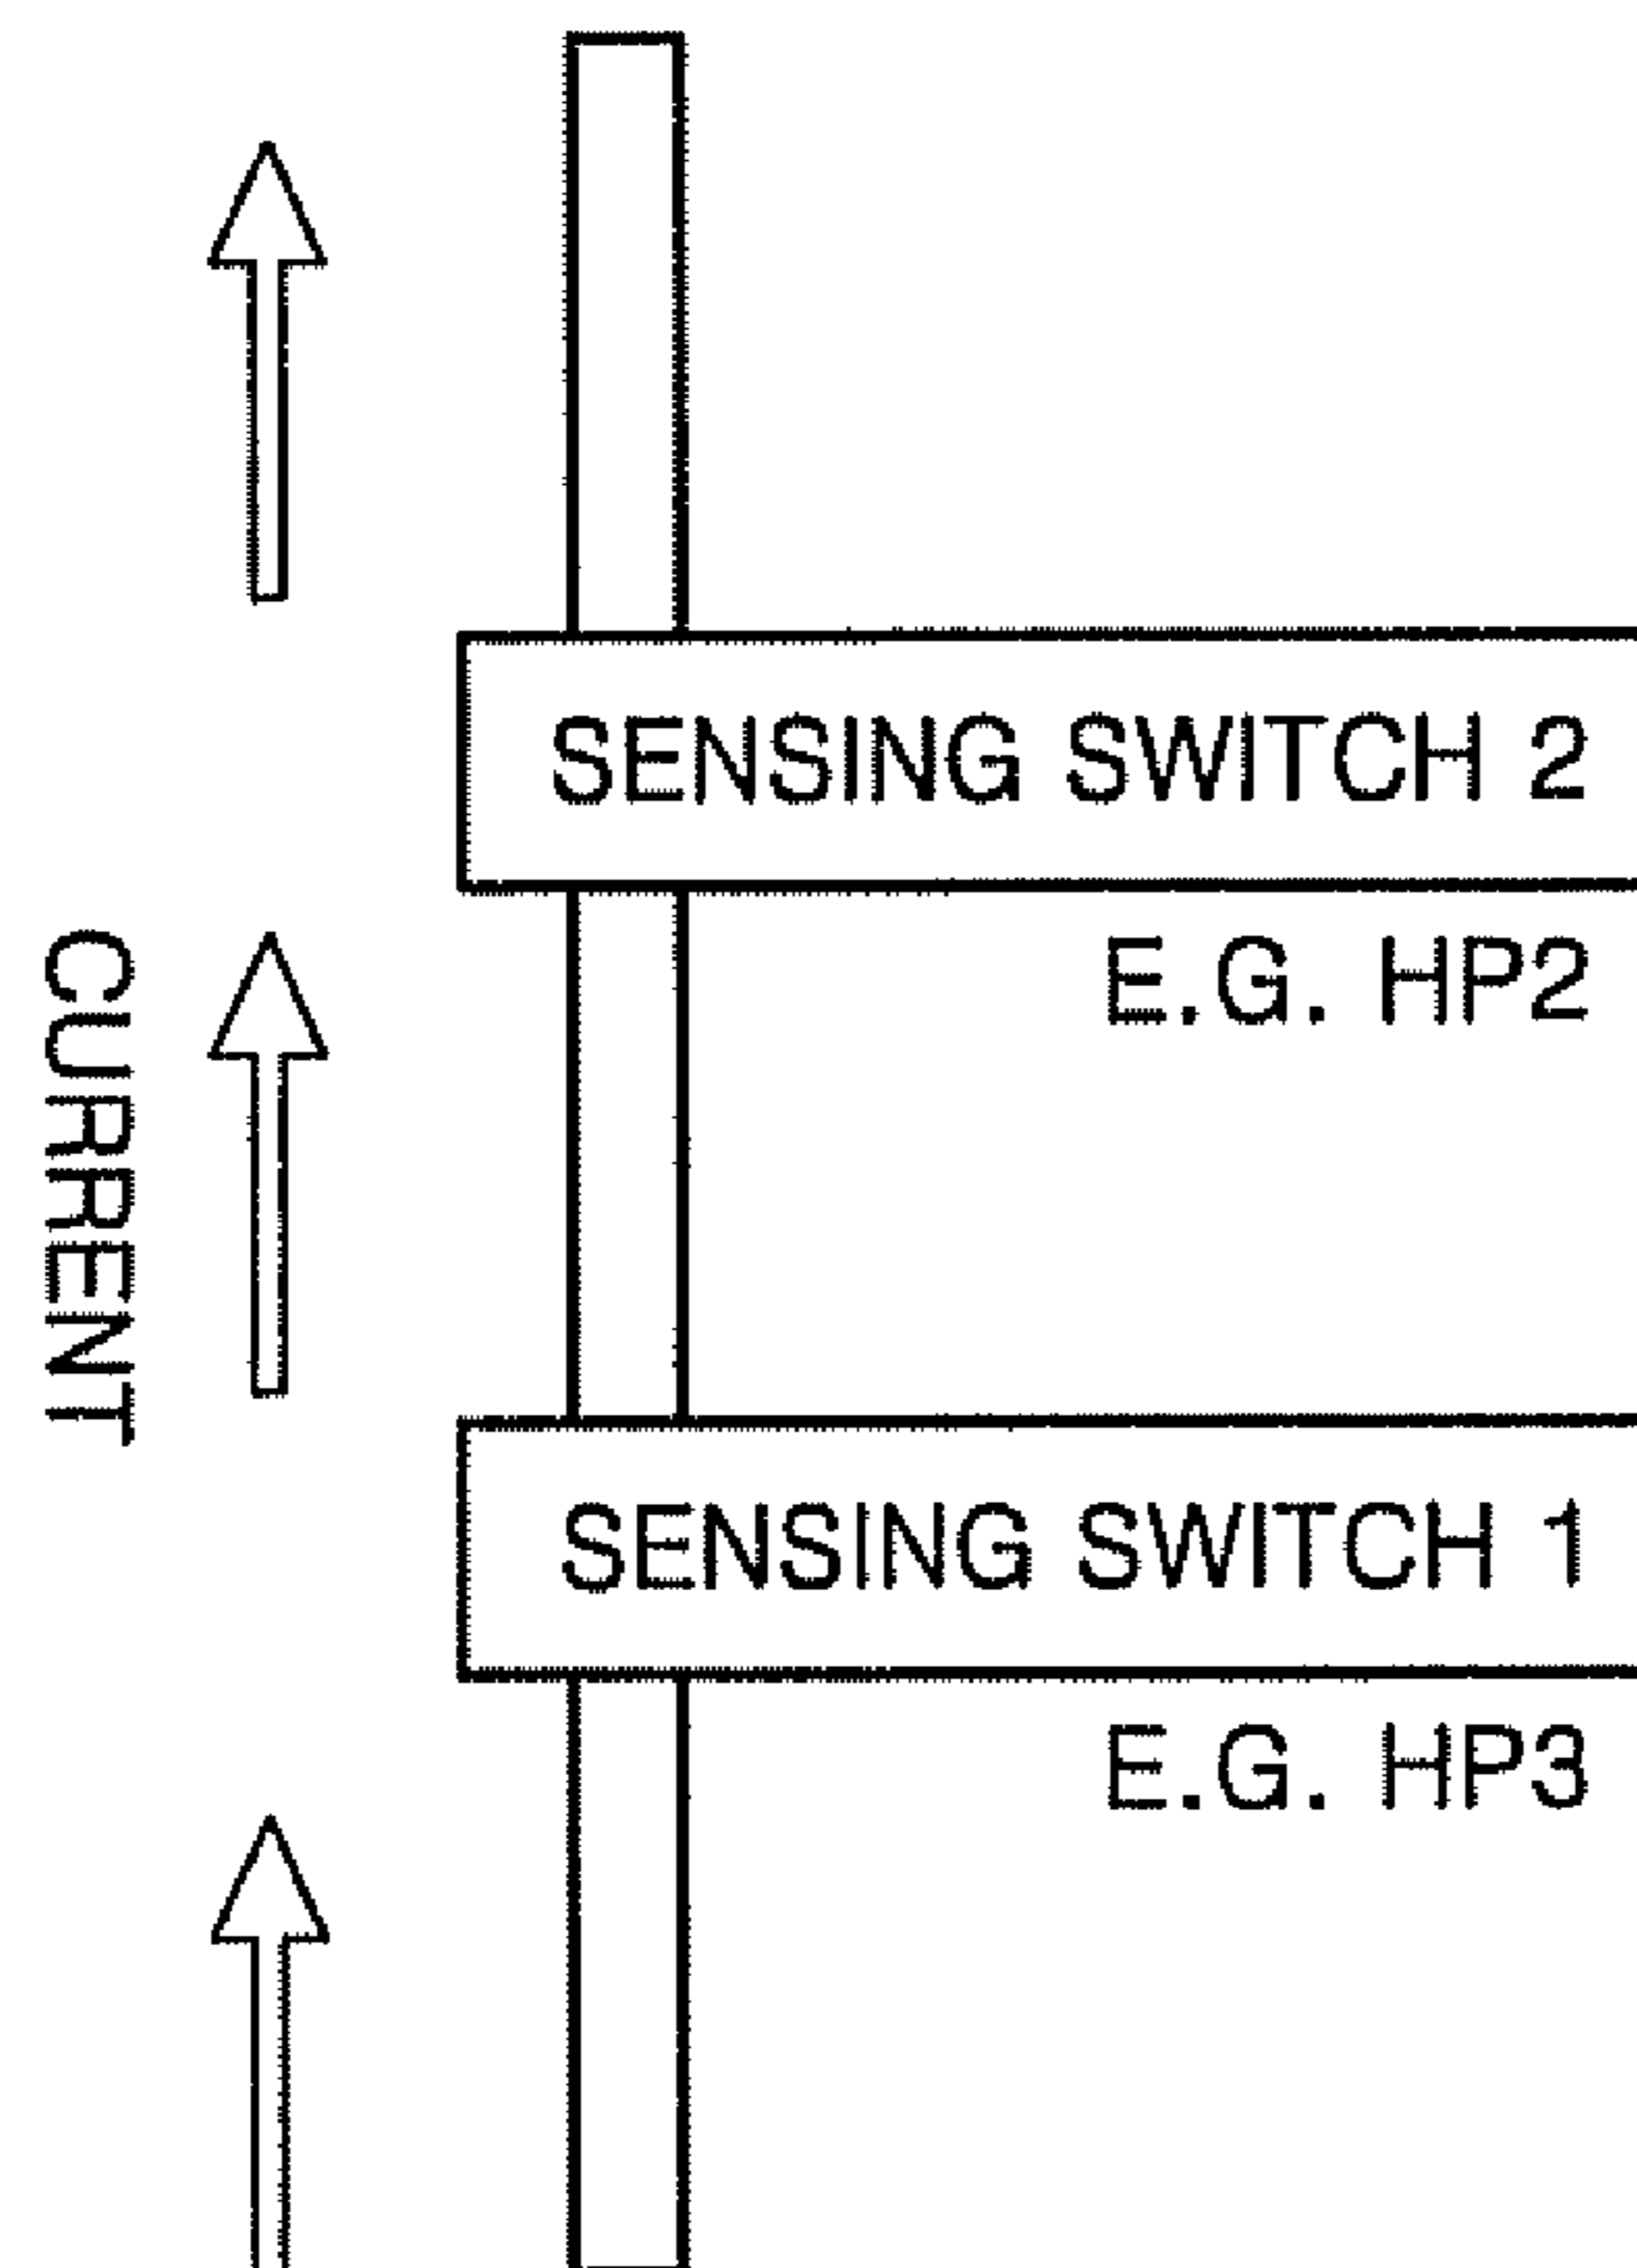 SENSING SWITCH 2
E.G. HP2
CURRENT
SENSING SWITCH 1
E.G. HP3